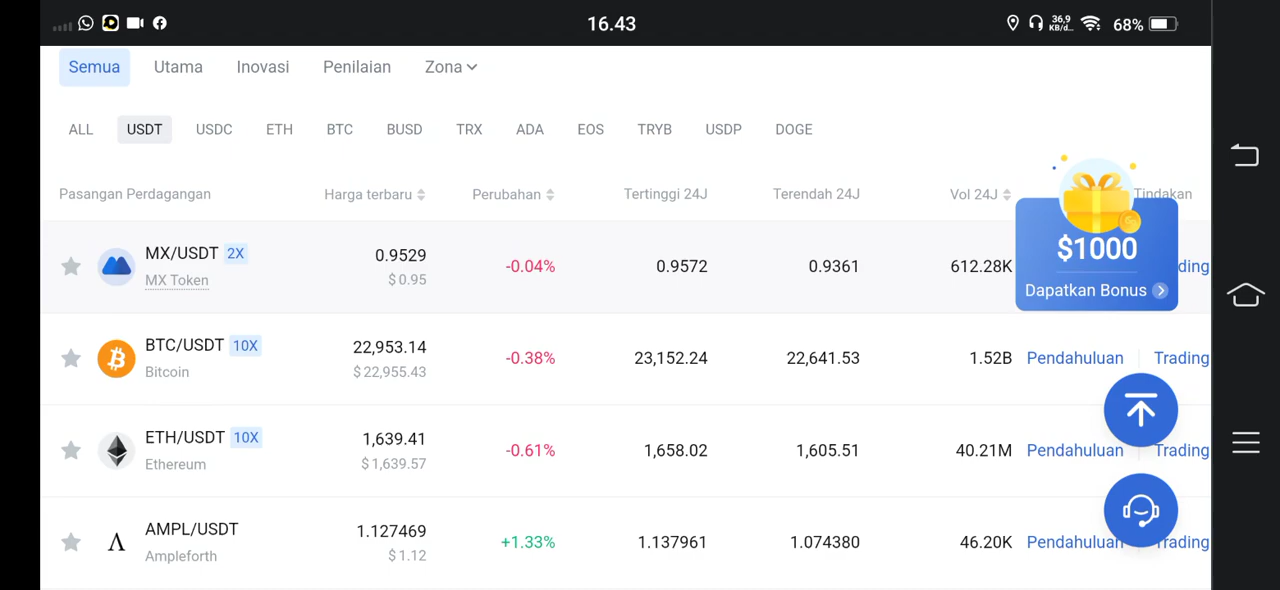 16.43
36,9
KB/d...
68%
Semua Utama Inovasi Penilaian Zona
ALL USDT USDC ETH BTC BUSD TRX ADA EOS TRYB USDP DOGE
Pasangan Perdagangan Harga terbaru Perubahan Tertinggi 24J Terendah 24J Vol 24J Tindakan
MX/USDT 2X 0.9529 -0.04% 0.9572 0.9361 612.28K ding
MX Token $ 0.95
$1000
Dapatkan Bonus
BTC/USDT 10X 22,953.14 -0.38% 23,152.24 22,641.53 1.52B Pendahuluan Trading
Bitcoin $ 22,955.43
ETH/USDT 10X 1,639.41 -0.61% 1,658.02 1,605.51 40.21M Pendahuluan Trading
Ethereum $ 1,639.57
AMPL/USDT 1.127469 +1.33% 1.137961 1.074380 46.20K Pendahuluan Trading
Ampleforth $ 1.12